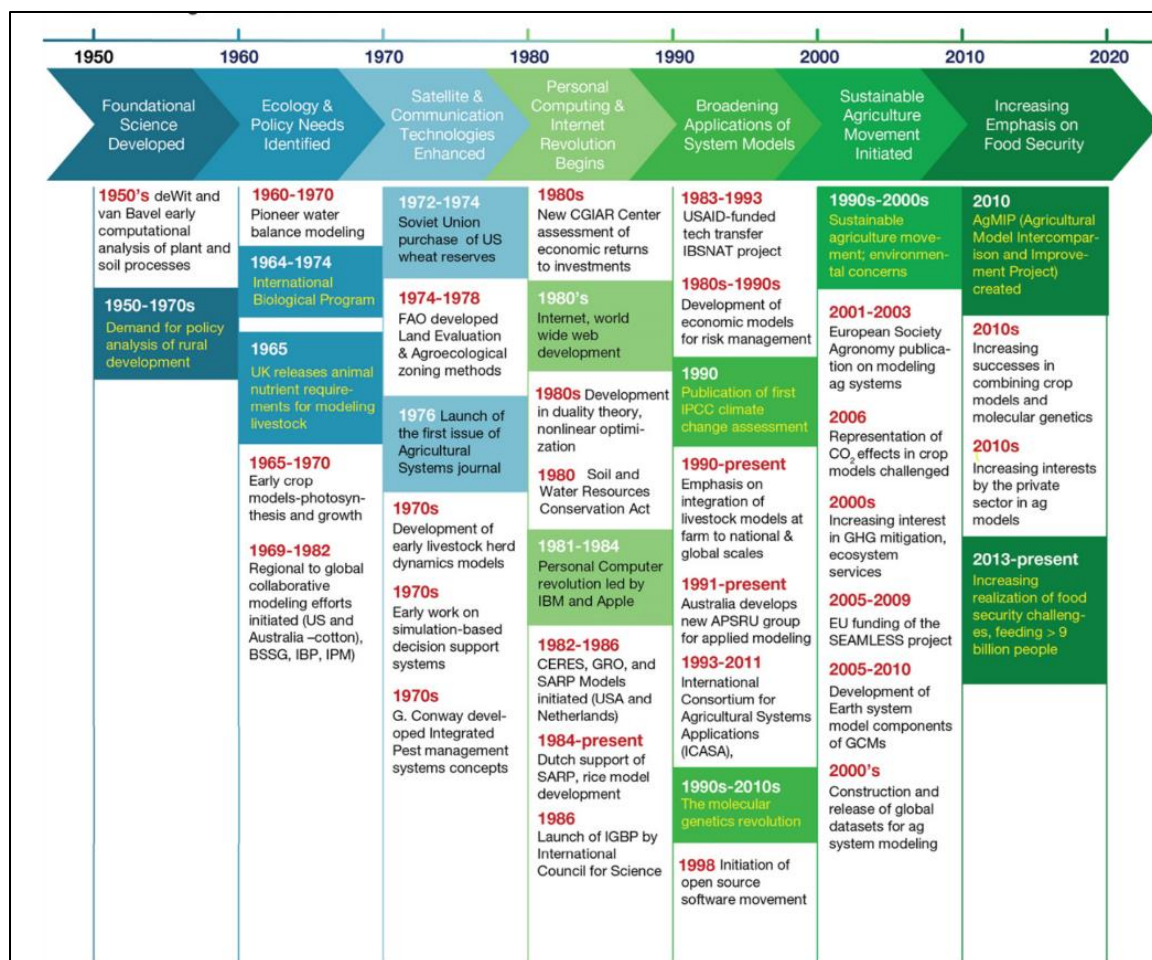 1950 1960 1970 1980 1990 2000 2010 2020
Foundational
Science
Developed
Ecology &
Policy Needs
Identified
Satellite &
Communication
Technologies
Enhanced
Personal
Computing &
Internet
Revolution
Begins
Broadening
Applications of
System Models
Sustainable
Agriculture
Movement
Initiated
Increasing
Emphasis on
Food Security
1950's deWit and
van Bavel early
computational
analysis of plant and
soil processes
1950-1970s
Demand for policy
analysis of rural
development
1960-1970
Pioneer water
balance modeling
1964-1974
International
Biological Program
1965
UK releases animal
nutrient require-
ments for modeling
livestock
1965-1970
Early crop
models-photosyn-
thesis and growth
1969-1982
Regional to global
collaborative
modeling efforts
initiated (US and
Australia –cotton),
BSSG, IBP, IPM)
1972-1974
Soviet Union
purchase of US
wheat reserves
1974-1978
FAO developed
Land Evaluation
& Agroecological
zoning methods
1976 Launch of
the first issue of
Agricultural
Systems journal
1970s
Development of
early livestock herd
dynamics models
1970s
Early work on
simulation-based
decision support
systems
1970s
G. Conway devel-
oped Integrated
Pest management
systems concepts
1980s
New CGIAR Center
assessment of
economic returns
to investments
1980's
Internet, world
wide web
development
1980s Development
in duality theory,
nonlinear optimi-
zation
1980 Soil and
Water Resources
Conservation Act
1981-1984
Personal Computer
revolution led by
IBM and Apple
1982-1986
CERES, GRO, and
SARP Models
initiated (USA and
Netherlands)
1984-present
Dutch support of
SARP, rice model
development
1986
Launch of IGBP by
International
Council for Science
1983-1993
USAID-funded
tech transfer
IBSNAT project
1980s-1990s
Development of
economic models
for risk management
1990
Publication of first
IPCC climate
change assessment
1990-present
Emphasis on
integration of
livestock models at
farm to national &
global scales
1991-present
Australia develops
new APSRU group
for applied modeling
1993-2011
International
Consortium for
Agricultural Systems
Applications
(ICASA),
1990s-2010s
The molecular
genetics revolution
1998 Initiation of
open source
software movement
1990s-2000s
Sustainable
agriculture move-
ment; environmental
concerns
2001-2003
European Society
Agronomy publica-
tion on modeling
ag systems
2006
Representation of
CO2 effects in crop
models challenged
2000s
Increasing interest
in GHG mitigation,
ecosystem
services
2005-2009
EU funding of the
SEAMLESS project
2005-2010
Development of
Earth system
model components
of GCMs
2000's
Construction and
release of global
datasets for ag
system modeling
2010
AgMIP (Agricultural
Model Intercompar-
ison and Improve-
ment Project)
created
2010s
Increasing
successes in
combining crop
models and
molecular genetics
2010s
Increasing interests
by the private
sector in ag
models
2013-present
Increasing
realization of food
security challeng-
es, feeding > 9
billion people